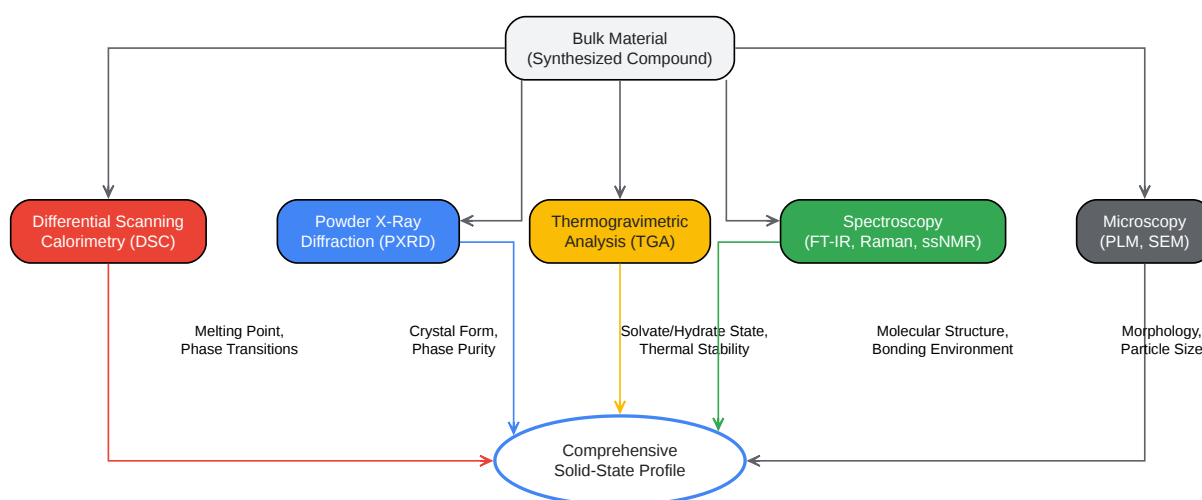 Bulk Material
(Synthesized Compound)
Differential Scanning
Calorimetry (DSC)
Powder X-Ray
Diffraction (PXRD)
Thermogravimetric
Analysis (TGA)
Spectroscopy
(FT-IR, Raman, ssNMR)
Microscopy
(PLM, SEM)
Melting Point,
Phase Transitions
Crystal Form,
Phase Purity
Solvate/Hydrate State,
Thermal Stability
Molecular Structure,
Bonding Environment
Morphology,
Particle Size
Comprehensive
Solid-State Profile